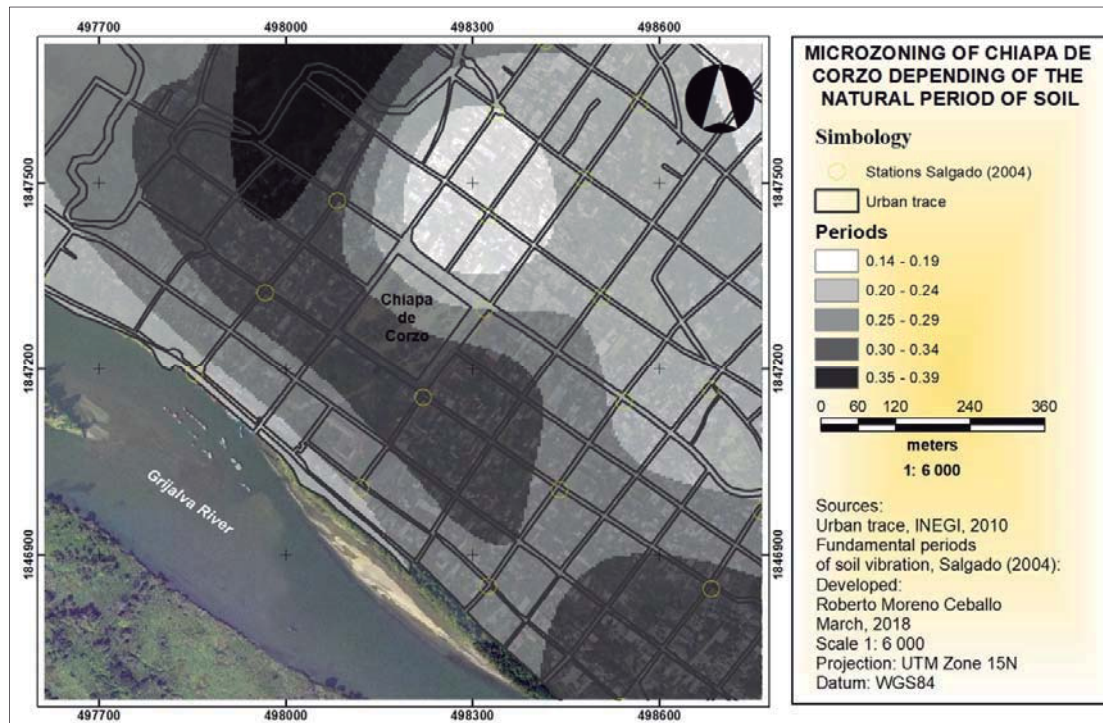 497700 498000 498300 498600
1847500 1847500
1847200 1847200
1846900 1846900
Chiapa
de
Corzo
Grijalva River
497700 498000 498300 498600
MICROZONING OF CHIAPA DE
CORZO DEPENDING OF THE
NATURAL PERIOD OF SOIL
Simbology
Stations Salgado (2004)
Urban trace
Periods
0.14 - 0.19
0.20 - 0.24
0.25 - 0.29
0.30 - 0.34
0.35 - 0.39
0 60 120 240 360
meters
1: 6 000
Sources:
Urban trace, INEGI, 2010
Fundamental periods
of soil vibration, Salgado (2004):
Developed:
Roberto Moreno Ceballo
March, 2018
Scale 1: 6 000
Projection: UTM Zone 15N
Datum: WGS84